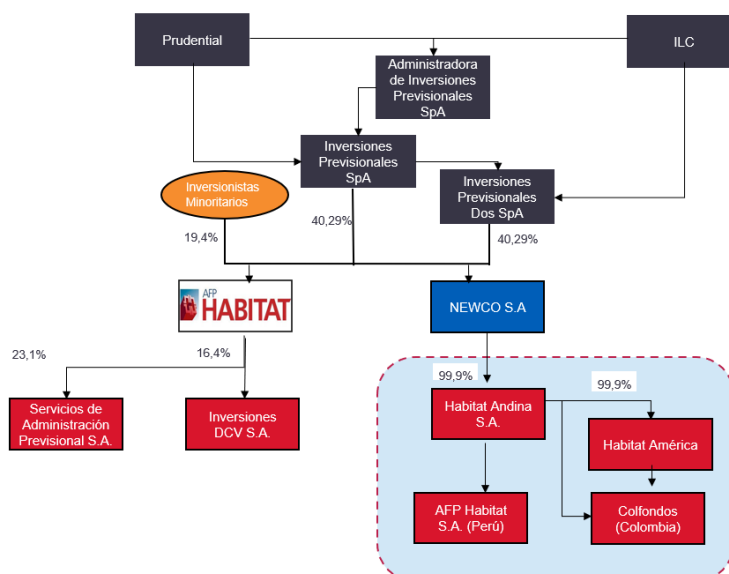 Prudential
ILC
Administradora
de Inversiones
Previsionales
SpA
Inversiones
Previsionales
SpA
Inversiones
Previsionales
Dos SpA
Inversionistas
Minoritarios
19,4%
40,29%
40,29%
AFP
HABITAT
NEWCO S.A
23,1%
16,4%
99,9%
99,9%
Servicios de
Administración
Previsional S.A.
Inversiones
DCV S.A.
Habitat Andina
S.A.
Habitat América
AFP Habitat
S.A. (Perú)
Colfondos
(Colombia)